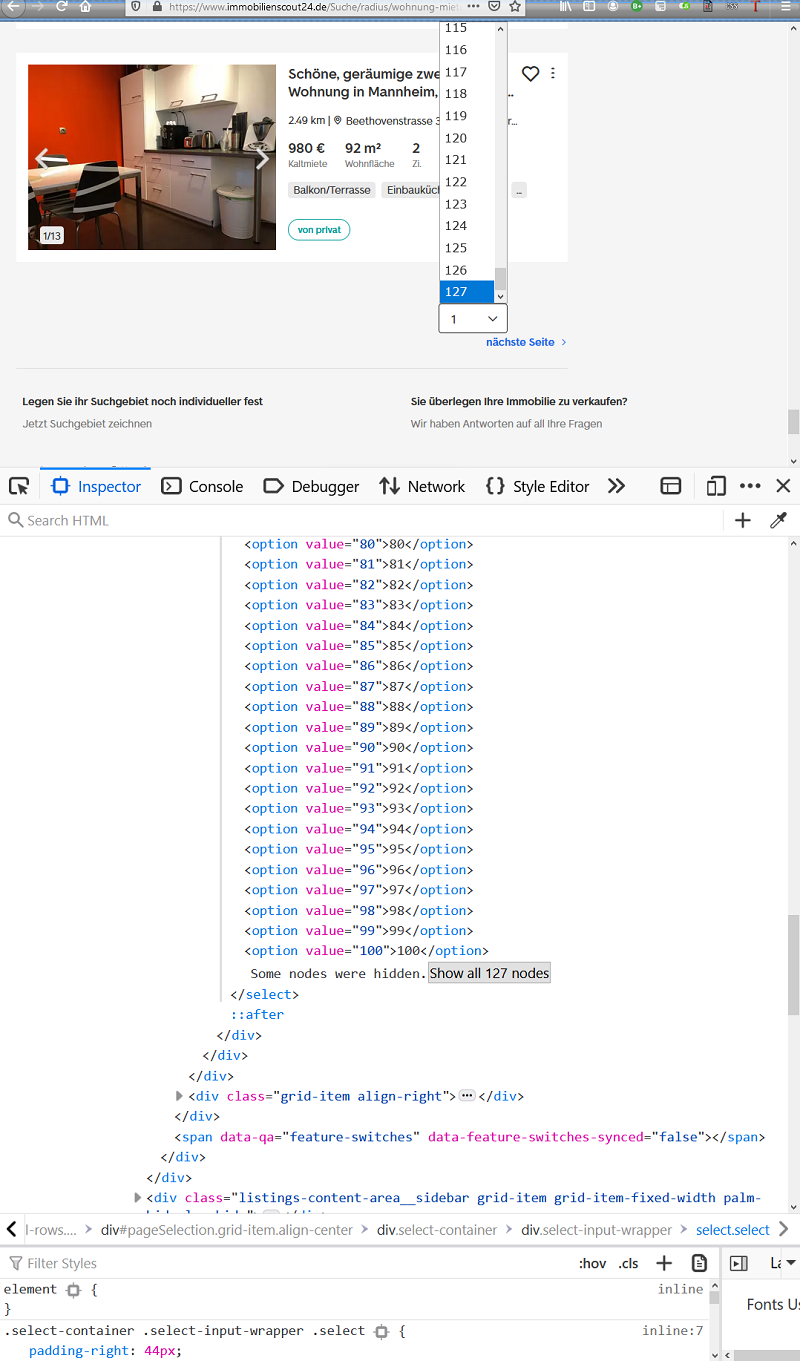 https://www.immobilienscout24.de/Suche/radius/wohnung-miet
115
116
117
118
119
120
121
122
123
124
125
126
127
1
Schöne, geräumige zwe
Wohnung in Mannheim, ...
2.49 km | Beethovenstrasse 3 r...
980 € 92 m² 2
Kaltmiete Wohnfläche Zi.
Balkon/Terrasse Einbauküch ...
von privat
1/13
nächste Seite
Legen Sie ihr Suchgebiet noch individueller fest
Jetzt Suchgebiet zeichnen
Sie überlegen Ihre Immobilie zu verkaufen?
Wir haben Antworten auf all Ihre Fragen
Inspector Console Debugger Network Style Editor
Search HTML
<option value="80">80</option>
<option value="81">81</option>
<option value="82">82</option>
<option value="83">83</option>
<option value="84">84</option>
<option value="85">85</option>
<option value="86">86</option>
<option value="87">87</option>
<option value="88">88</option>
<option value="89">89</option>
<option value="90">90</option>
<option value="91">91</option>
<option value="92">92</option>
<option value="93">93</option>
<option value="94">94</option>
<option value="95">95</option>
<option value="96">96</option>
<option value="97">97</option>
<option value="98">98</option>
<option value="99">99</option>
<option value="100">100</option>
Some nodes were hidden. Show all 127 nodes
</select>
::after
</div>
</div>
</div>
<div class="grid-item align-right"> ••• </div>
</div>
<span data-qa="feature-switches" data-feature-switches-synced="false"></span>
</div>
</div>
<div class="listings-content-area__sidebar grid-item grid-item-fixed-width palm-
l-rows.... div#pageSelection.grid-item.align-center div.select-container div.select-input-wrapper select.select
Filter Styles :hov .cls
element { inline
}
.select-container .select-input-wrapper .select { inline:7
padding-right: 44px;
La
Fonts Us